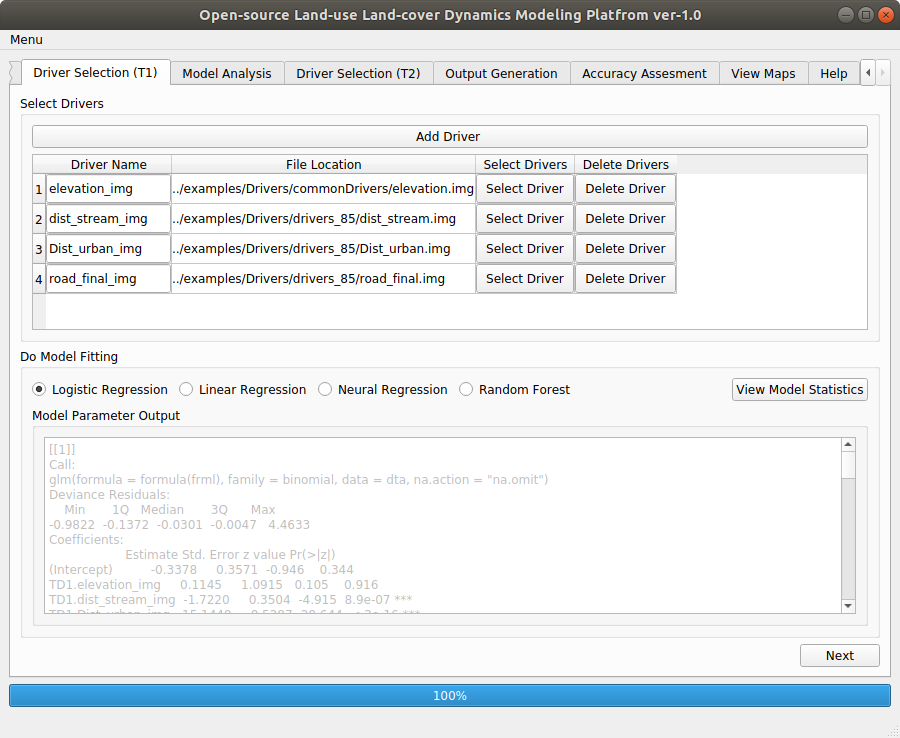 Open-source Land-use Land-cover Dynamics Modeling Platfrom ver-1.0
Menu
Driver Selection (T1) Model Analysis Driver Selection (T2) Output Generation Accuracy Assesment View Maps Help
Select Drivers
Add Driver
Driver Name File Location Select Drivers Delete Drivers
1 elevation_img ../examples/Drivers/commonDrivers/elevation.img Select Driver Delete Driver
2 dist_stream_img ../examples/Drivers/drivers_85/dist_stream.img Select Driver Delete Driver
3 Dist_urban_img ../examples/Drivers/drivers_85/Dist_urban.img Select Driver Delete Driver
4 road_final_img ../examples/Drivers/drivers_85/road_final.img Select Driver Delete Driver
Do Model Fitting
Logistic Regression Linear Regression Neural Regression Random Forest View Model Statistics
Model Parameter Output
[[1]]
Call:
glm(formula = formula(frml), family = binomial, data = dta, na.action = "na.omit")
Deviance Residuals:
Min 1Q Median 3Q Max
-0.9822 -0.1372 -0.0301 -0.0047 4.4633
Coefficients:
Estimate Std. Error z value Pr(>|z|)
(Intercept) -0.3378 0.3571 -0.946 0.344
TD1.elevation_img 0.1145 1.0915 0.105 0.916
TD1.dist_stream_img -1.7220 0.3504 -4.915 8.9e-07 ***
TD1.Dist_urban_img
Next
100%